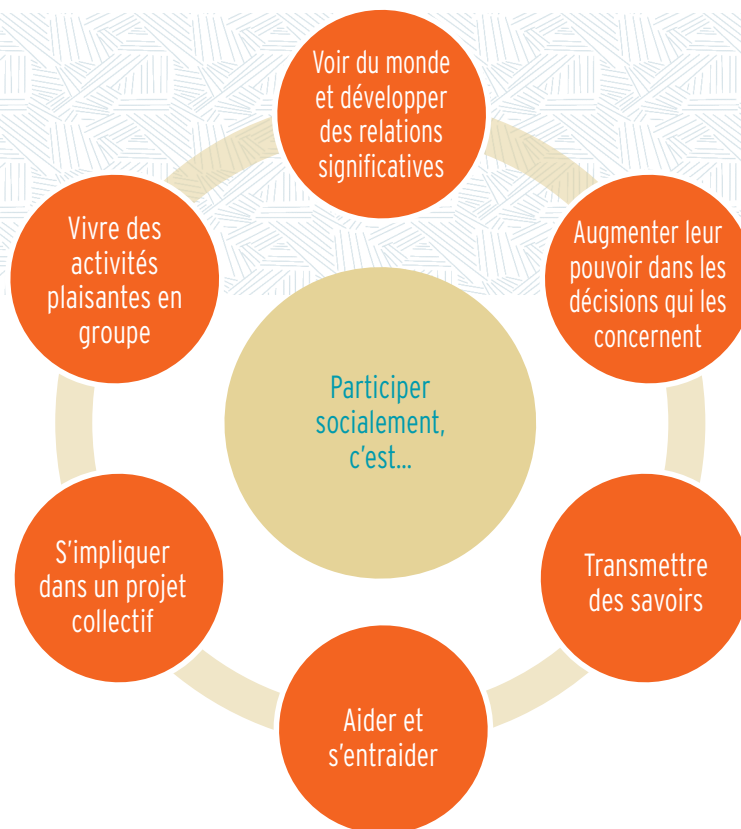 Voir du monde
et développer
des relations
significatives
Augmenter leur
pouvoir dans les
décisions qui les
concernent
Transmettre
des savoirs
Aider et
s'entraider
S'impliquer
dans un projet
collectif
Vivre des
activités
plaisantes en
groupe
Participer
socialement,
c'est...